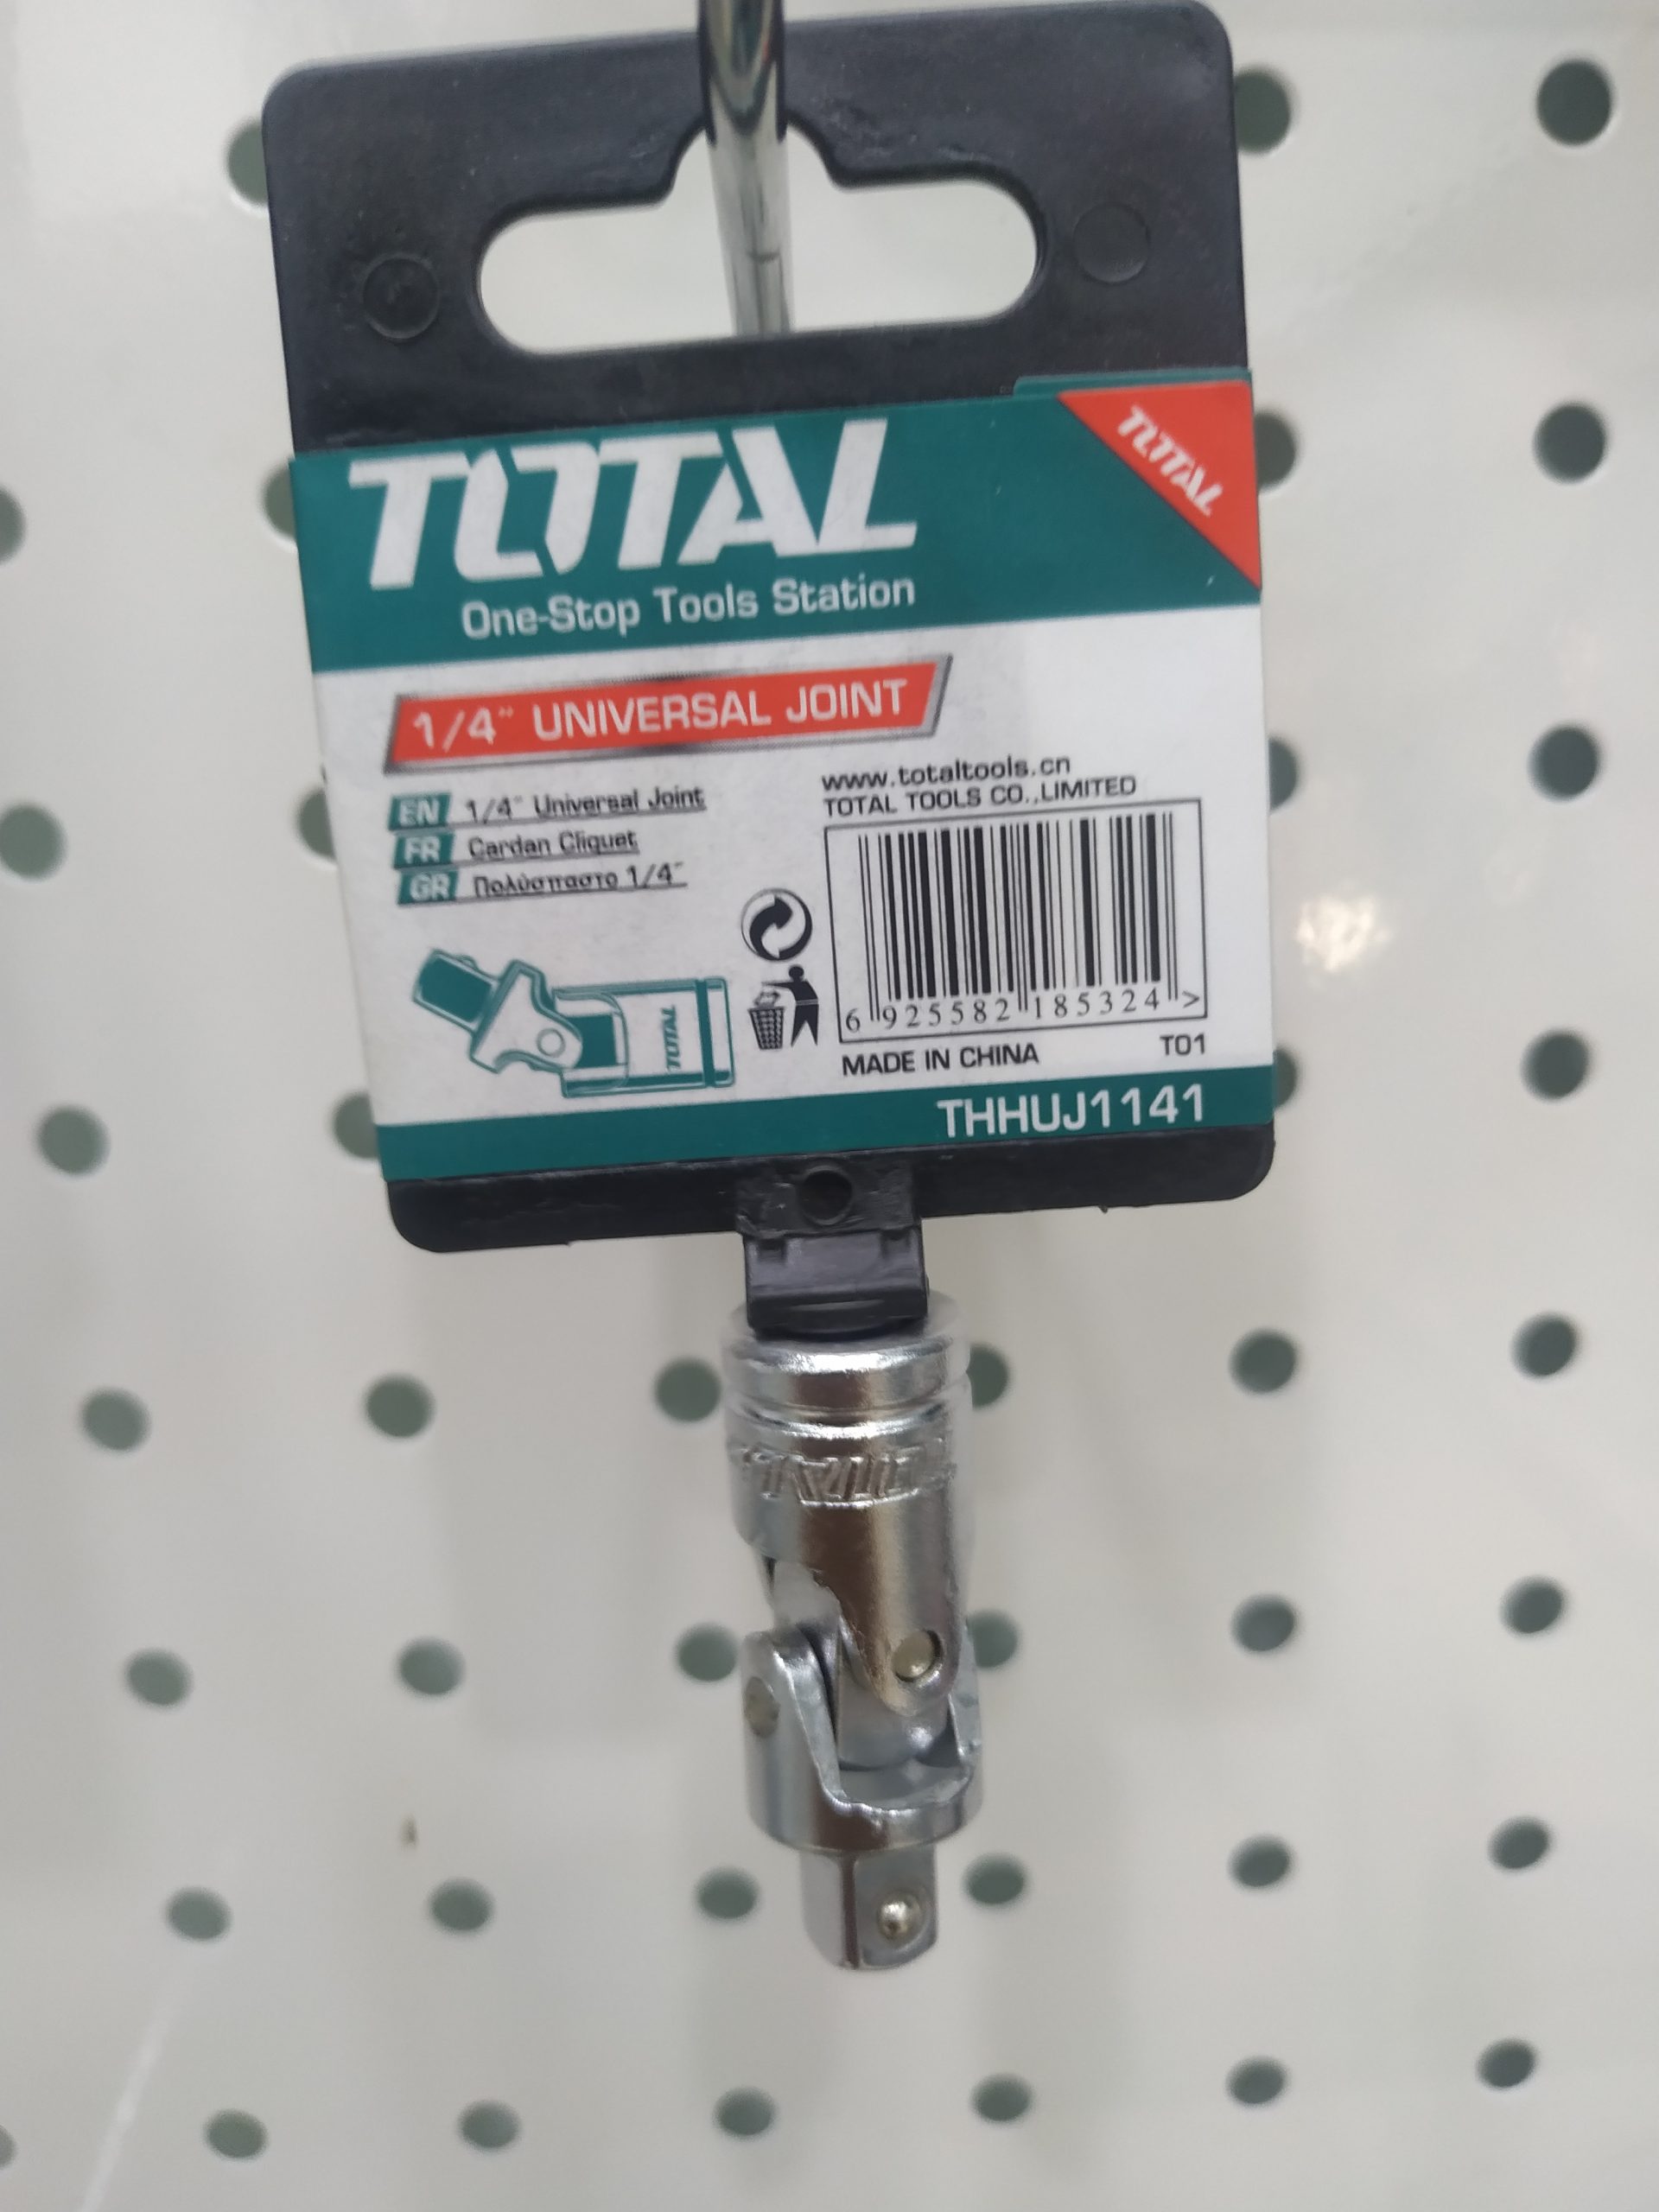 TOTAL
TOTAL
One-Stop Tools Station
1/4" UNIVERSAL JOINT
EN 1/4" Universal Joint
FR Cardan Cliquet
GR Πολύσπαστο 1/4"
www.totaltools.cn
TOTAL TOOLS CO.,LIMITED
6 925582 185324 >
MADE IN CHINA T01
TOTAL
THHUJ1141
TOTAL